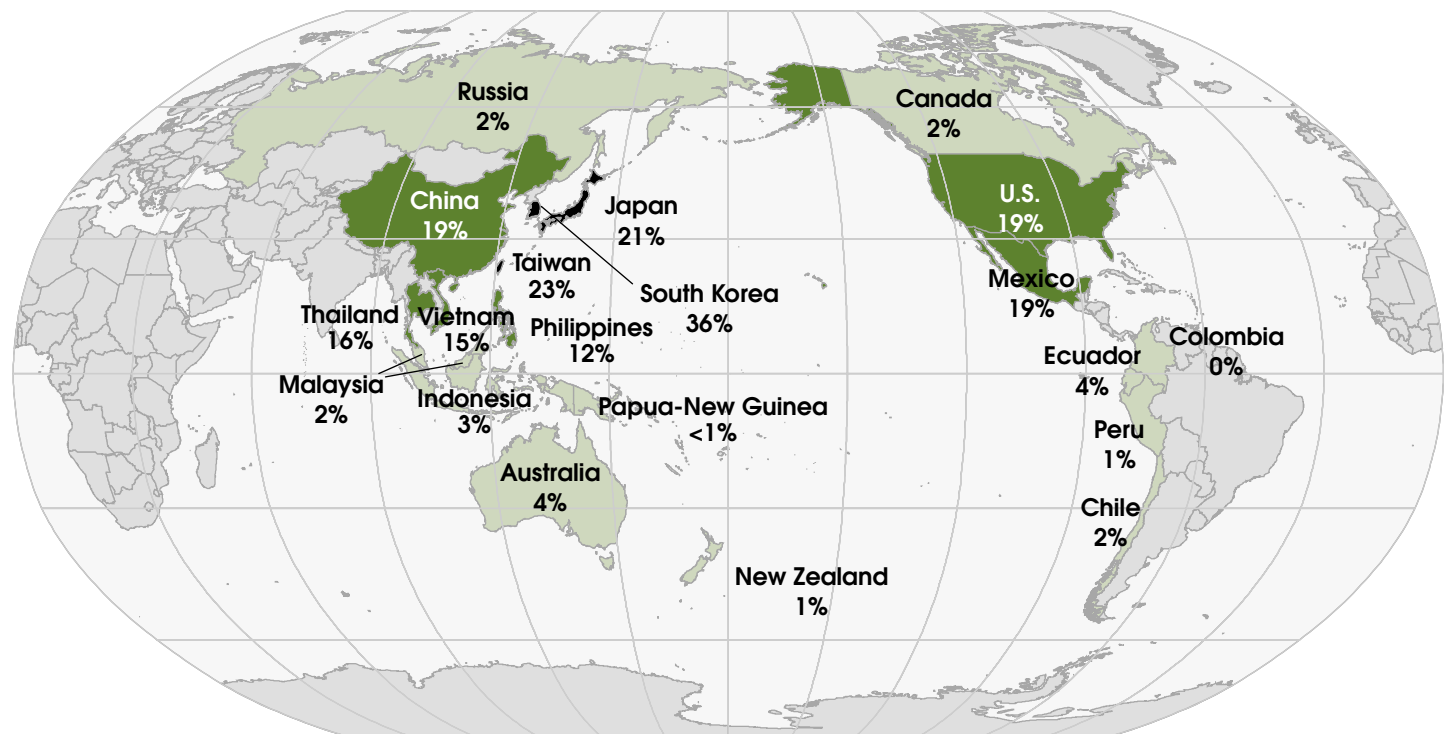 Russia
2%
Canada
2%
China
19%
U.S.
19%
Japan
21%
Taiwan
23%
South Korea
36%
Mexico
19%
Thailand
16%
Vietnam
15%
Philippines
12%
Colombia
0%
Ecuador
4%
Malaysia
2%
Indonesia
3%
Papua-New Guinea
<1%
Peru
1%
Australia
4%
Chile
2%
New Zealand
1%